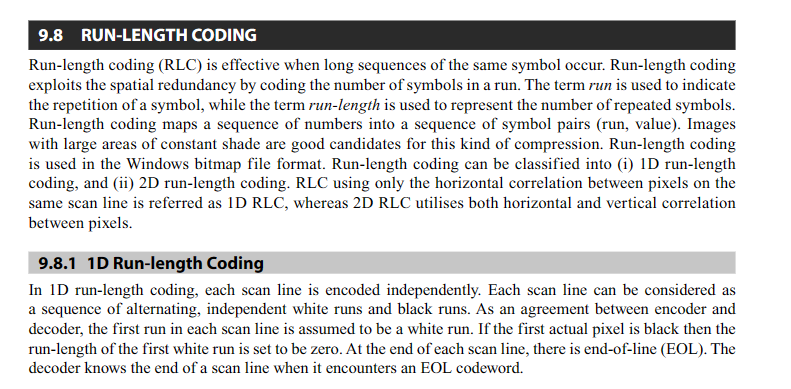 9.8 RUN-LENGTH CODING
Run-length coding (RLC) is effective when long sequences of the same symbol occur. Run-length coding
exploits the spatial redundancy by coding the number of symbols in a run. The term run is used to indicate
the repetition of a symbol, while the term run-length is used to represent the number of repeated symbols.
Run-length coding maps a sequence of numbers into a sequence of symbol pairs (run, value). Images
with large areas of constant shade are good candidates for this kind of compression. Run-length coding
is used in the Windows bitmap file format. Run-length coding can be classified into (i) 1D run-length
coding, and (ii) 2D run-length coding. RLC using only the horizontal correlation between pixels on the
same scan line is referred as 1D RLC, whereas 2D RLC utilises both horizontal and vertical correlation
between pixels.
9.8.1 1D Run-length Coding
In 1D run-length coding, each scan line is encoded independently. Each scan line can be considered as
a sequence of alternating, independent white runs and black runs. As an agreement between encoder and
decoder, the first run in each scan line is assumed to be a white run. If the first actual pixel is black then the
run-length of the first white run is set to be zero. At the end of each scan line, there is end-of-line (EOL). The
decoder knows the end of a scan line when it encounters an EOL codeword.